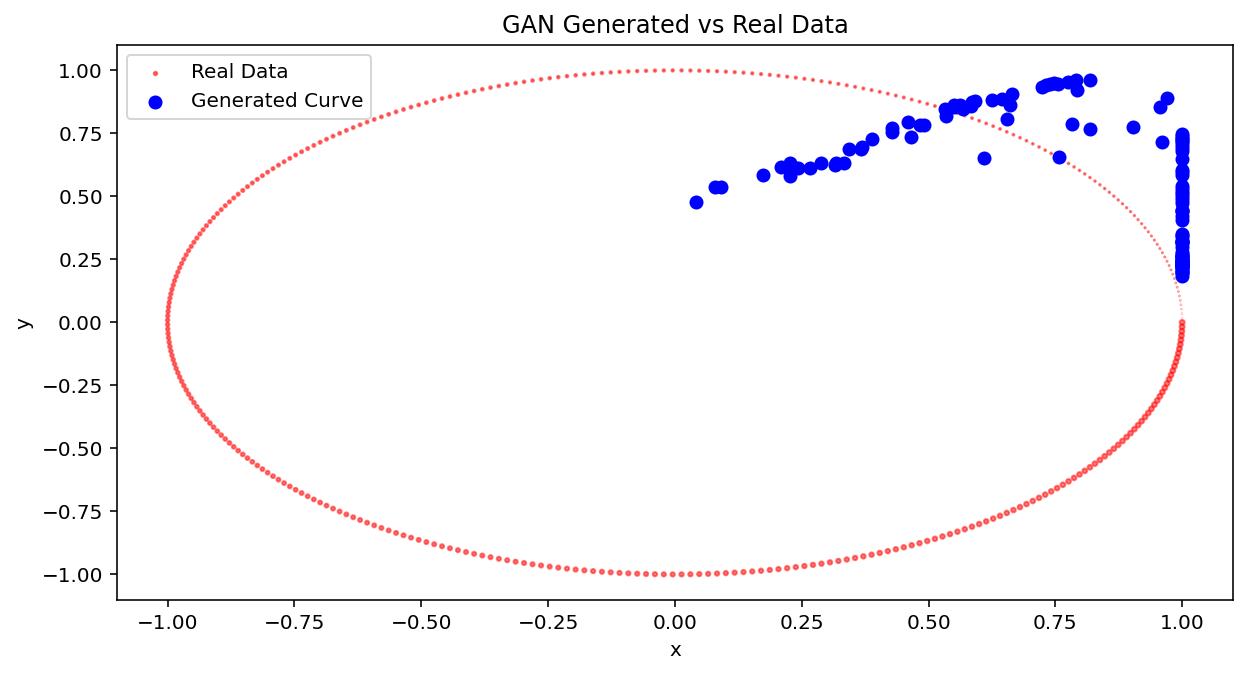 GAN Generated vs Real Data
Real Data
Generated Curve
1.00
0.75
0.50
0.25
0.00
−0.25
−0.50
−0.75
−1.00
y
−1.00 −0.75 −0.50 −0.25 0.00 0.25 0.50 0.75 1.00
x